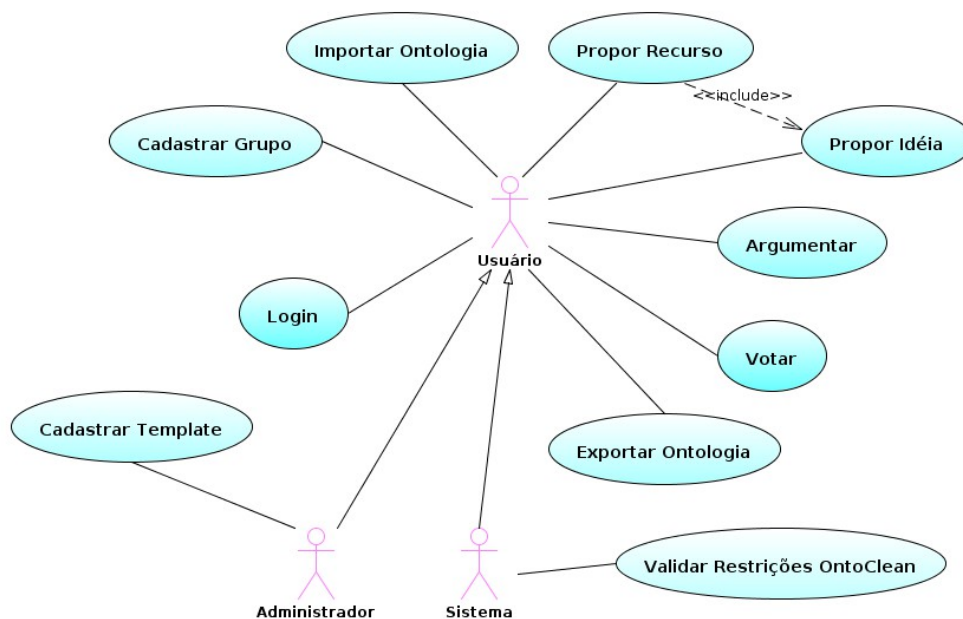 Importar Ontologia
Propor Recurso
<<include>>
Cadastrar Grupo
Propor Idéia
Argumentar
Usuário
Login
Votar
Cadastrar Template
Exportar Ontologia
Validar Restrições OntoClean
Administrador
Sistema